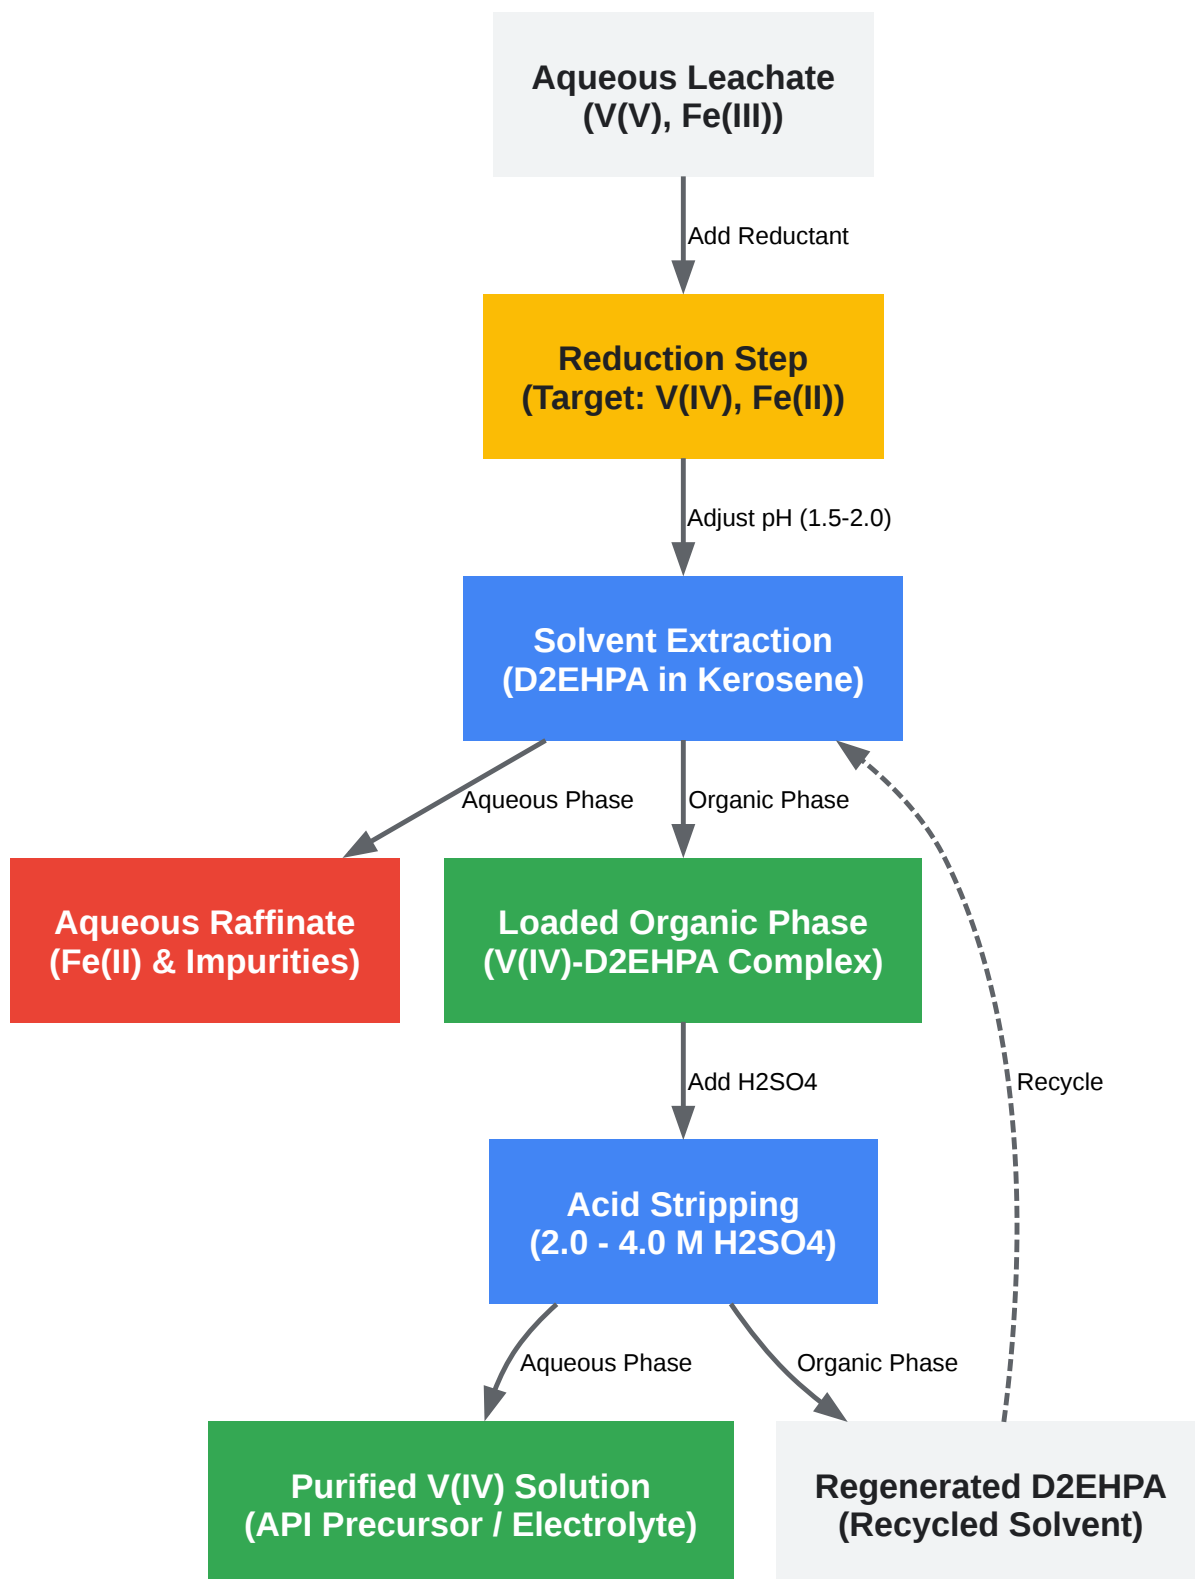 Aqueous Leachate
(V(V), Fe(III))
Add Reductant
Reduction Step
(Target: V(IV), Fe(II))
Adjust pH (1.5-2.0)
Solvent Extraction
(D2EHPA in Kerosene)
Aqueous Phase
Organic Phase
Aqueous Raffinate
(Fe(II) & Impurities)
Loaded Organic Phase
(V(IV)-D2EHPA Complex)
Add H2SO4
Recycle
Acid Stripping
(2.0 - 4.0 M H2SO4)
Aqueous Phase
Organic Phase
Purified V(IV) Solution
(API Precursor / Electrolyte)
Regenerated D2EHPA
(Recycled Solvent)